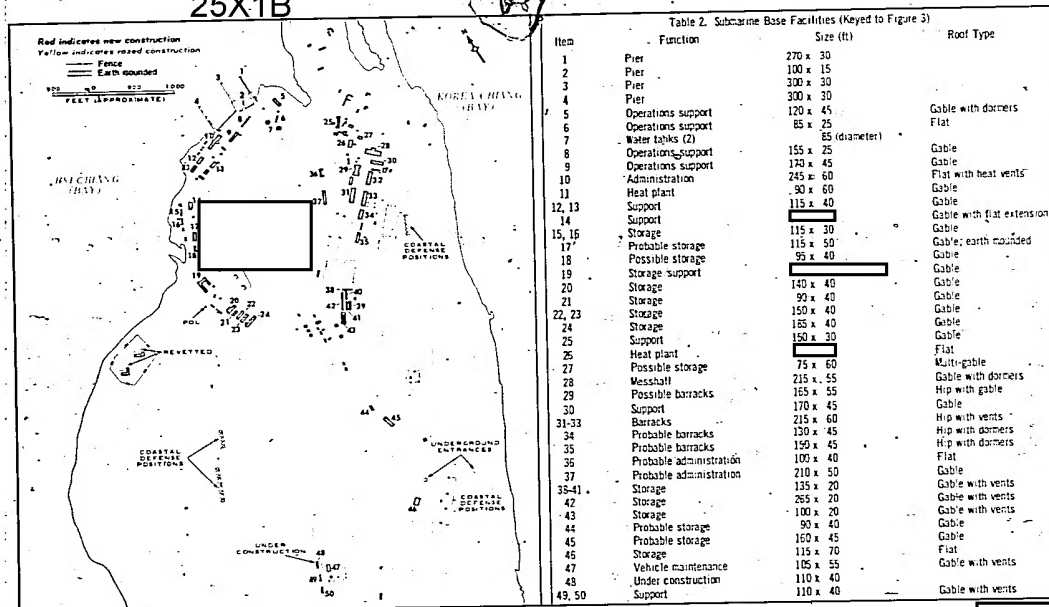 25X1B
Red indicates new construction
Yellow indicates razed construction
Fence
Earth mounded
500 0 500 1000
FEET (APPROXIMATE)
KOREA CHIANG
(BAY)
(BAY)
COASTAL
DEFENSE
POSITIONS
POL
REVETTED
COASTAL
DEFENSE
POSITIONS
UNDERGROUND
ENTRANCES
COASTAL
DEFENSE
POSITIONS
UNDER
CONSTRUCTION
Table 2. Submarine Base Facilities (Keyed to Figure 3)
Item Function Size (ft) Roof Type
1 Pier 270 x 30
2 Pier 100 x 15
3 Pier 300 x 30
4 Pier 300 x 30
5 Operations support 120 x 45 Gable with dormers
6 Operations support 85 x 25 Flat
7 Water tanks (2) 85 (diameter)
8 Operations support 155 x 25 Gable
9 Operations support 170 x 45 Gable
10 Administration 245 x 60 Flat with heat vents
11 Heat plant 90 x 60 Gable
12, 13 Support 115 x 40 Gable
14 Support Gable with flat extension
15, 16 Storage 115 x 30 Gable
17 Probable storage 115 x 50 Gable; earth mounded
18 Possible storage 95 x 40 Gable
19 Storage support Gable
20 Storage 140 x 40 Gable
21 Storage 90 x 40 Gable
22, 23 Storage 150 x 40 Gable
24 Storage 165 x 40 Gable
25 Support 150 x 30 Gable
26 Heat plant Flat
27 Possible storage 75 x 60 Multi-gable
28 Messhall 215 x 55 Gable with dormers
29 Possible barracks 165 x 55 Hip with gable
30 Support 170 x 45 Gable
31-33 Barracks 215 x 60 Hip with vents
34 Probable barracks 130 x 45 Hip with dormers
35 Probable barracks 150 x 45 Hip with dormers
36 Probable administration 100 x 40 Flat
37 Probable administration 210 x 50 Gable
38-41 Storage 135 x 20 Gable with vents
42 Storage 265 x 20 Gable with vents
43 Storage 100 x 20 Gable with vents
44 Probable storage 90 x 40 Gable
45 Probable storage 160 x 45 Gable
46 Storage 115 x 70 Flat
47 Vehicle maintenance 105 x 55 Gable with vents
48 Under construction 110 x 40
49, 50 Support 110 x 40 Gable with vents